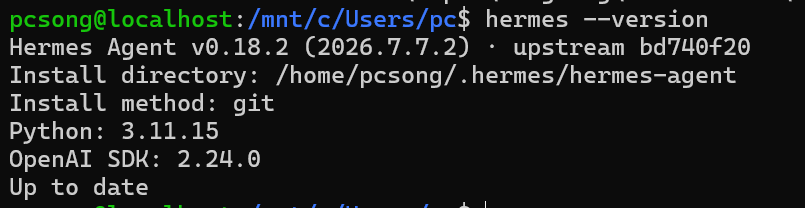 pcsong@localhost:/mnt/c/Users/pc$ hermes --version
Hermes Agent v0.18.2 (2026.7.7.2) · upstream bd740f20
Install directory: /home/pcsong/.hermes/hermes-agent
Install method: git
Python: 3.11.15
OpenAI SDK: 2.24.0
Up to date